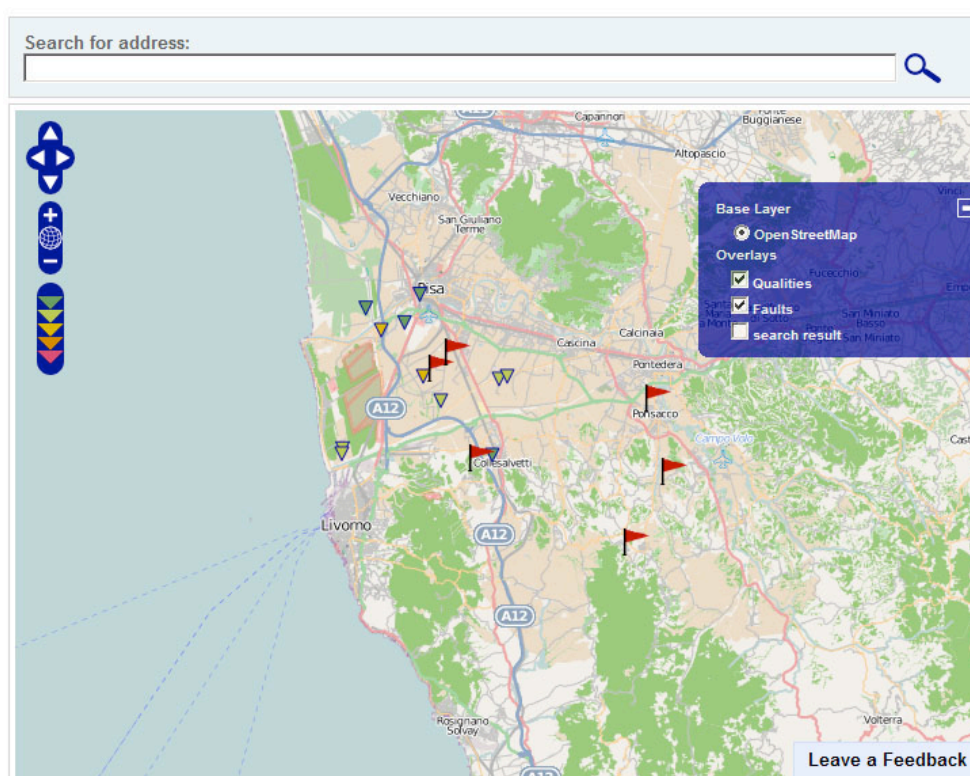 Search for address:
Capannori
Buggianese
Altopascio
Vecchiano
San Giuliano
Terme
Vinci
Base Layer
OpenStreetMap
Overlays
Qualities
Faults
search result
Fucecchio
San Miniato
Basso
San Miniato
Pisa
Calcinaia
Cascina
Pontedera
A12
Ponsacco
Campo Volo
Collesalvetti
Livorno
A12
A12
Rosignano
Solvay
Volterra
Leave a Feedback
A12